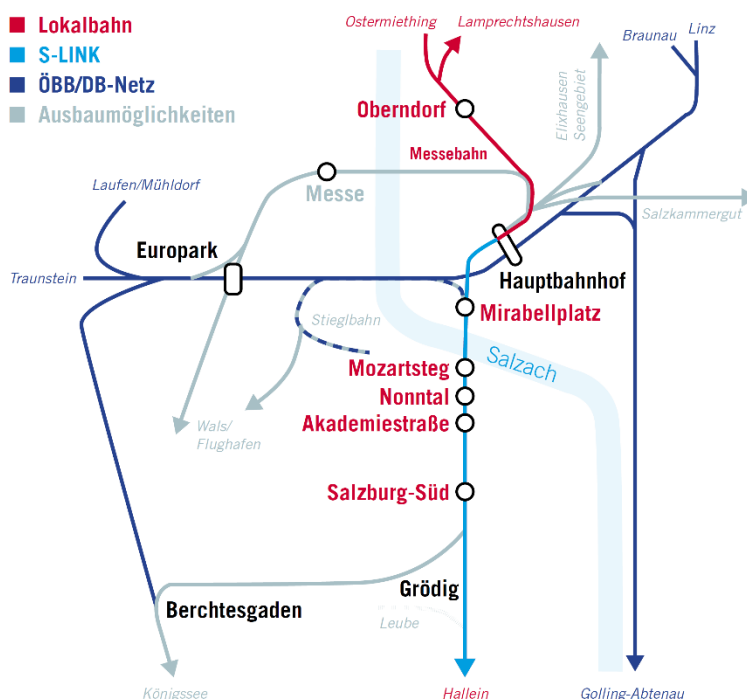 Lokalbahn
S-LINK
ÖBB/DB-Netz
Ausbaumöglichkeiten
Ostermiething
Lamprechtshausen
Braunau
Linz
Oberndorf
Elixhausen
Seengebiet
Messebahn
Laufen/Mühldorf
Messe
Salzkammergut
Europark
Traunstein
Hauptbahnhof
Mirabellplatz
Stieglbahn
Salzach
Mozartsteg
Nonntal
Akademiestraße
Wals/
Flughafen
Salzburg-Süd
Grödig
Berchtesgaden
Leube
Königssee
Hallein
Golling-Abtenau